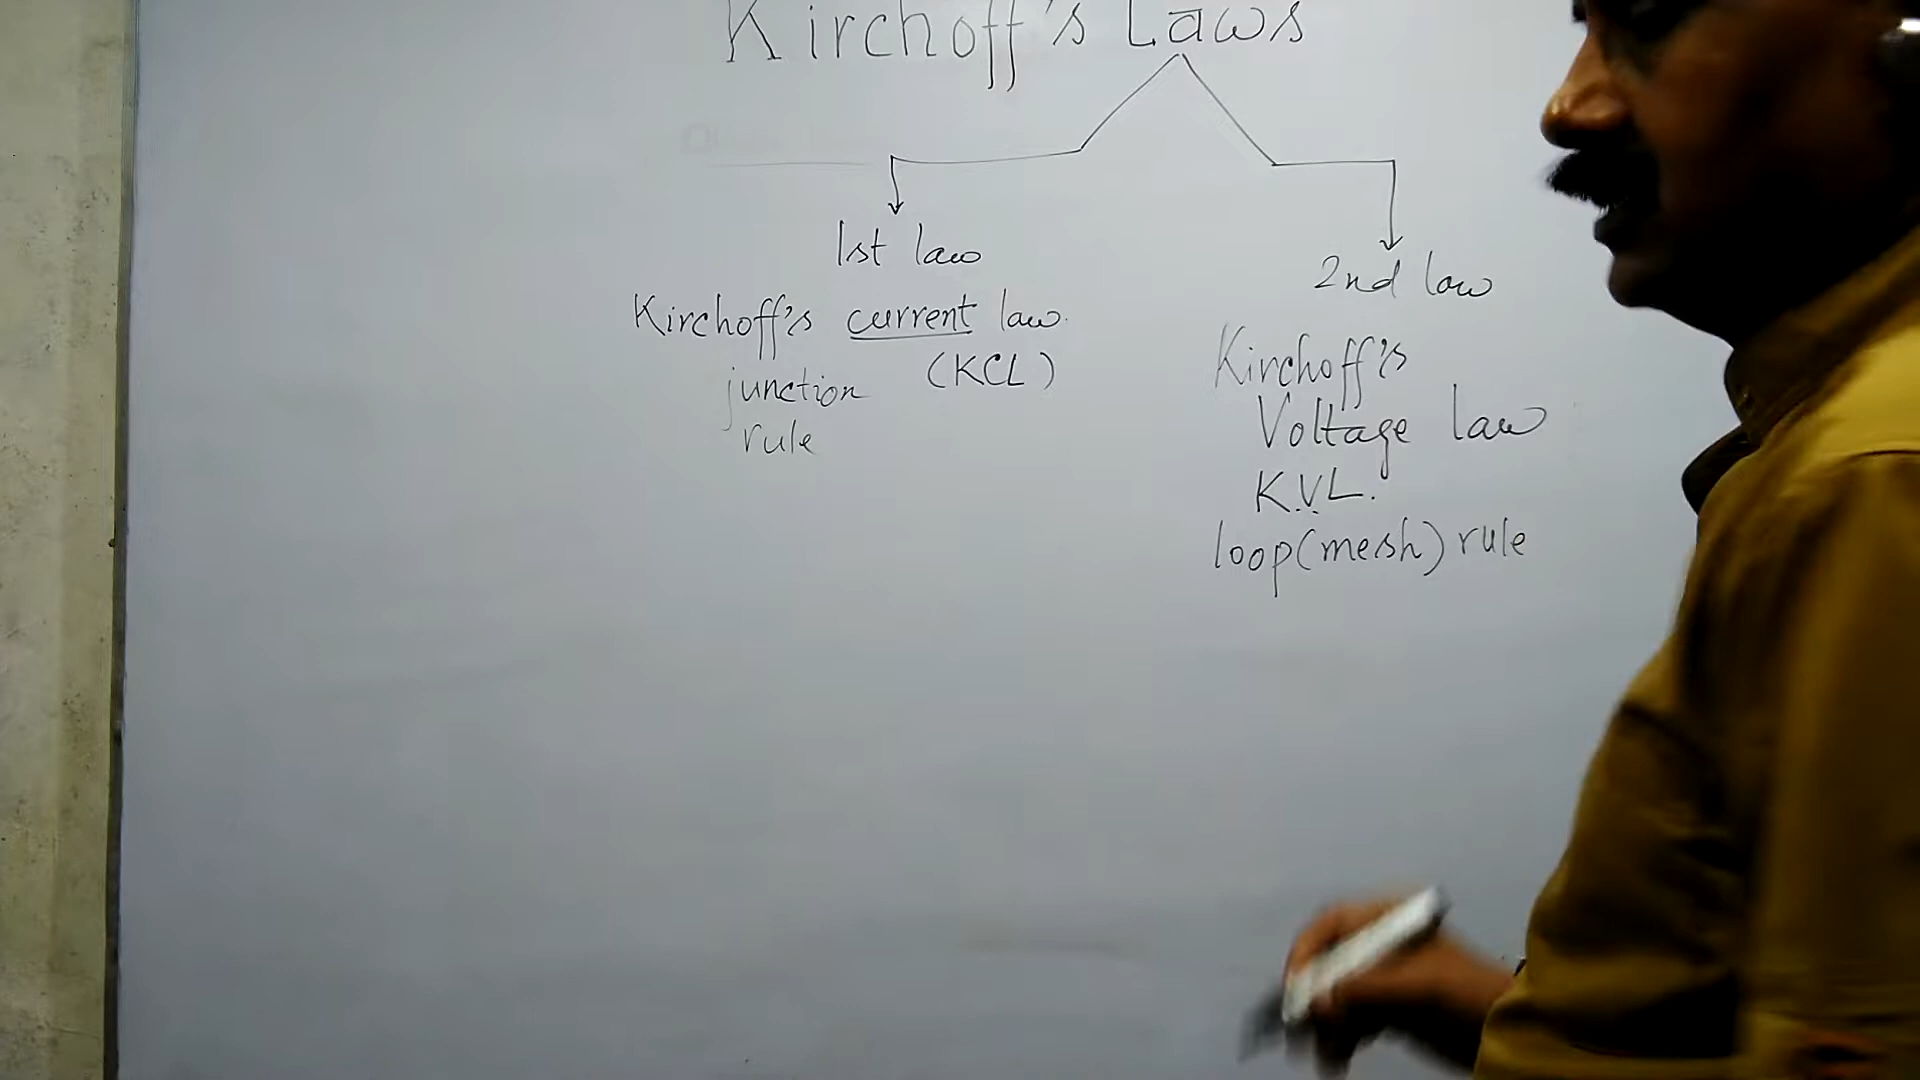 Kirchoff's Laws
1st law
Kirchoff's current law.
(KCL)
junction
rule
2nd law
Kirchoff's
Voltage law
K.V.L.
loop(mesh) rule